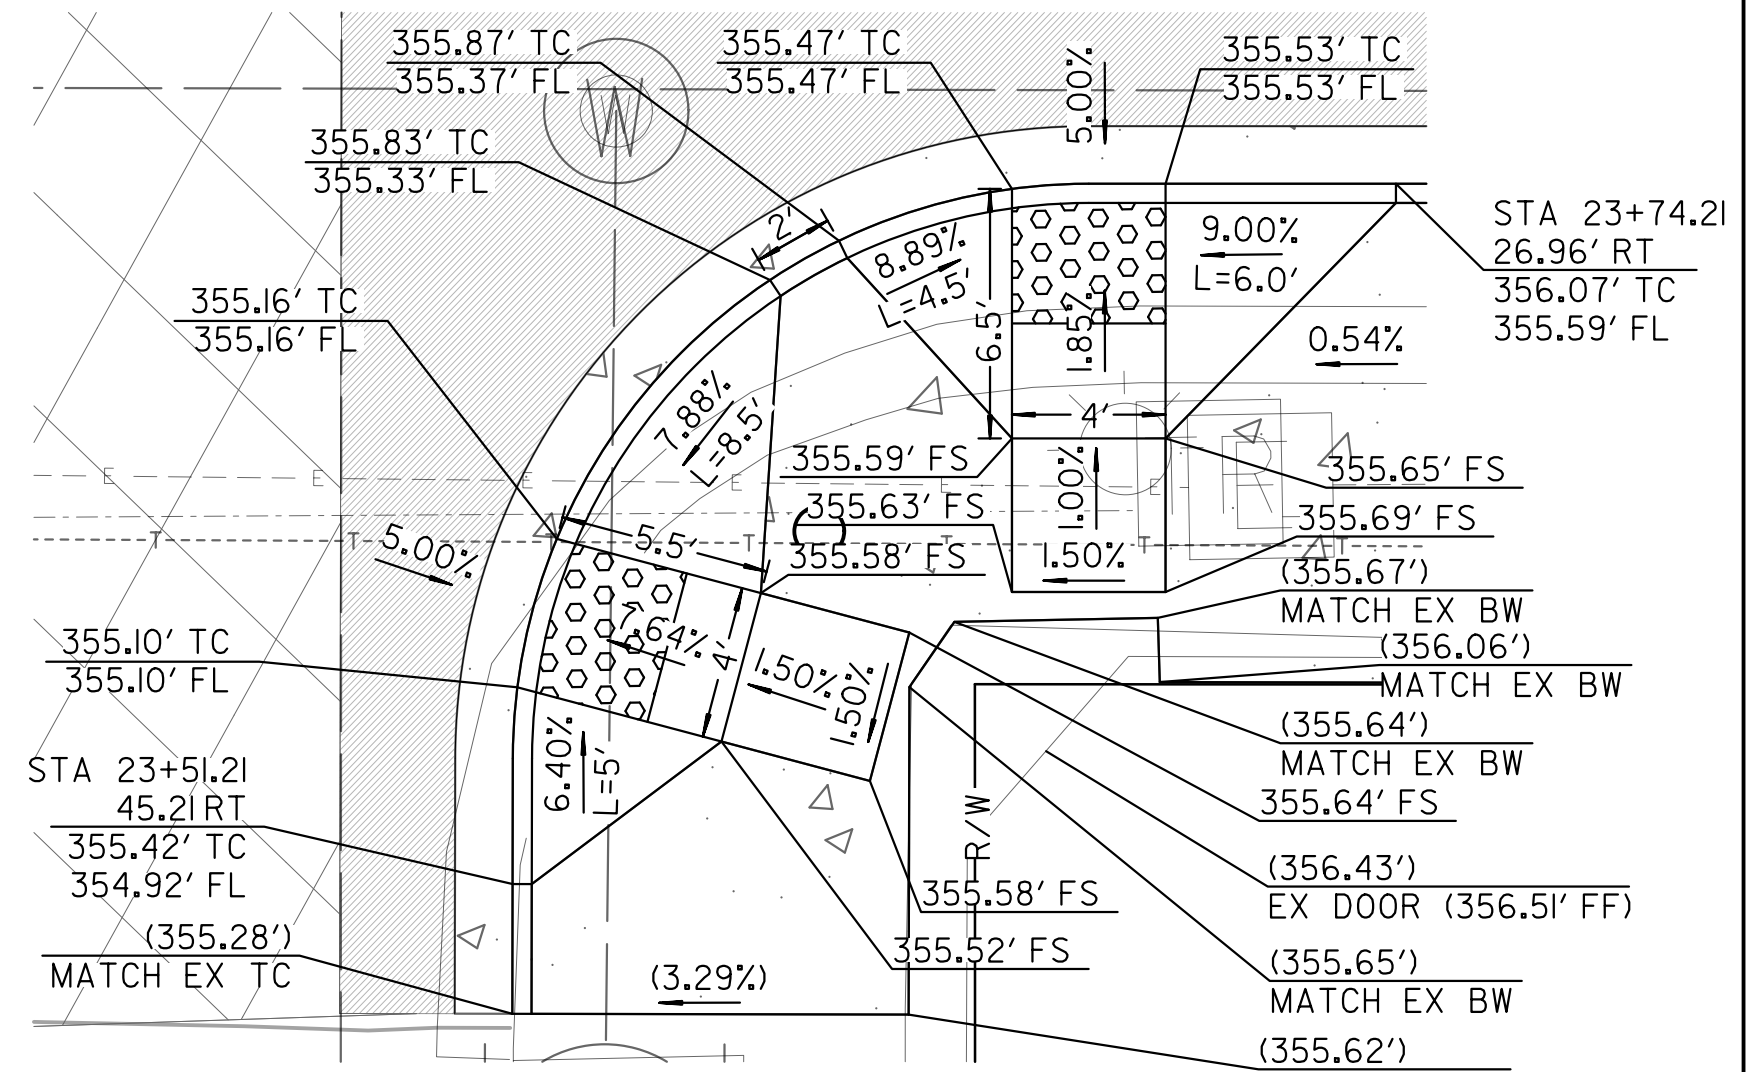 355.87' TC
355.37' FL
355.47' TC
355.47' FL
355.53' TC
355.53' FL
5.00%
W
355.83' TC
355.33' FL
2'
8.89%
L=4.5'
6.5'
1.85%
9.00%
L=6.0'
STA 23+74.21
26.96' RT
356.07' TC
355.59' FL
0.54%
355.16' TC
355.16' FL
7.88%
L=8.5'
4'
355.59' FS
1.00%
355.65' FS
E E E E E E
355.63' FS
355.69' FS
T T T T T T T
5.00%
5.5'
355.58' FS
1.50%
(355.67')
MATCH EX BW
(356.06')
MATCH EX BW
355.10' TC
355.10' FL
7.64%
4'
1.50%
1.50%
(355.64')
MATCH EX BW
355.64' FS
STA 23+51.21
45.21 RT
355.42' TC
354.92' FL
6.40%
L=5'
R/W
(356.43')
EX DOOR (356.51' FF)
355.58' FS
(355.28')
MATCH EX TC
355.52' FS
(355.65')
MATCH EX BW
(3.29%)
(355.62')